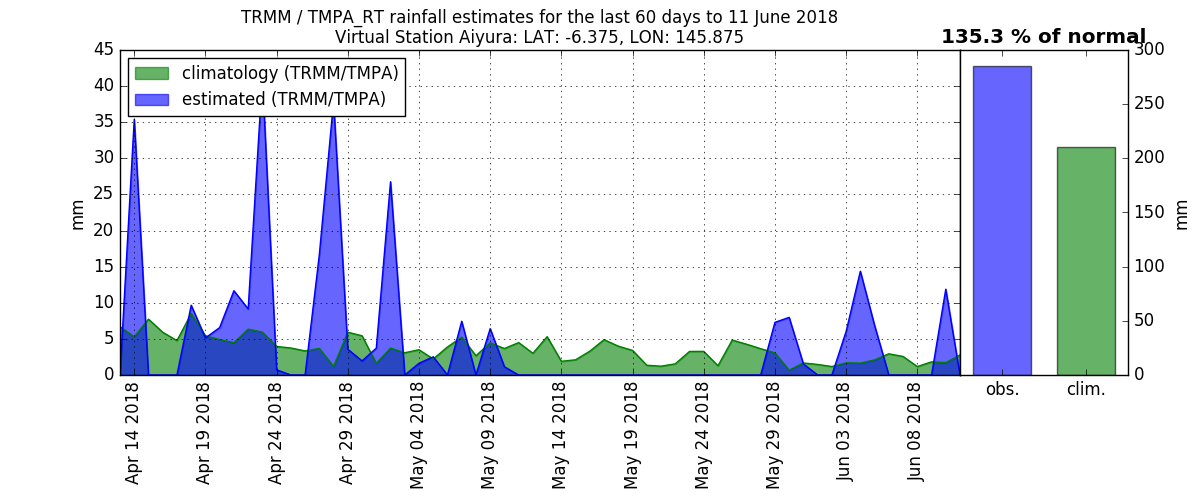 TRMM / TMPA_RT rainfall estimates for the last 60 days to 11 June 2018
Virtual Station Aiyura: LAT: -6.375, LON: 145.875
135.3 % of normal
climatology (TRMM/TMPA)
estimated (TRMM/TMPA)
mm
45
40
35
30
25
20
15
10
5
0
Apr 14 2018
Apr 19 2018
Apr 24 2018
Apr 29 2018
May 04 2018
May 09 2018
May 14 2018
May 19 2018
May 24 2018
May 29 2018
Jun 03 2018
Jun 08 2018
obs.
clim.
300
250
200
150
100
50
0
mm